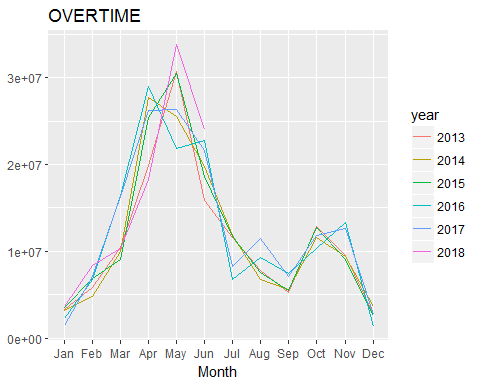 OVERTIME
3e+07
2e+07
1e+07
0e+00
Jan Feb Mar Apr May Jun Jul Aug Sep Oct Nov Dec
Month
year
2013
2014
2015
2016
2017
2018